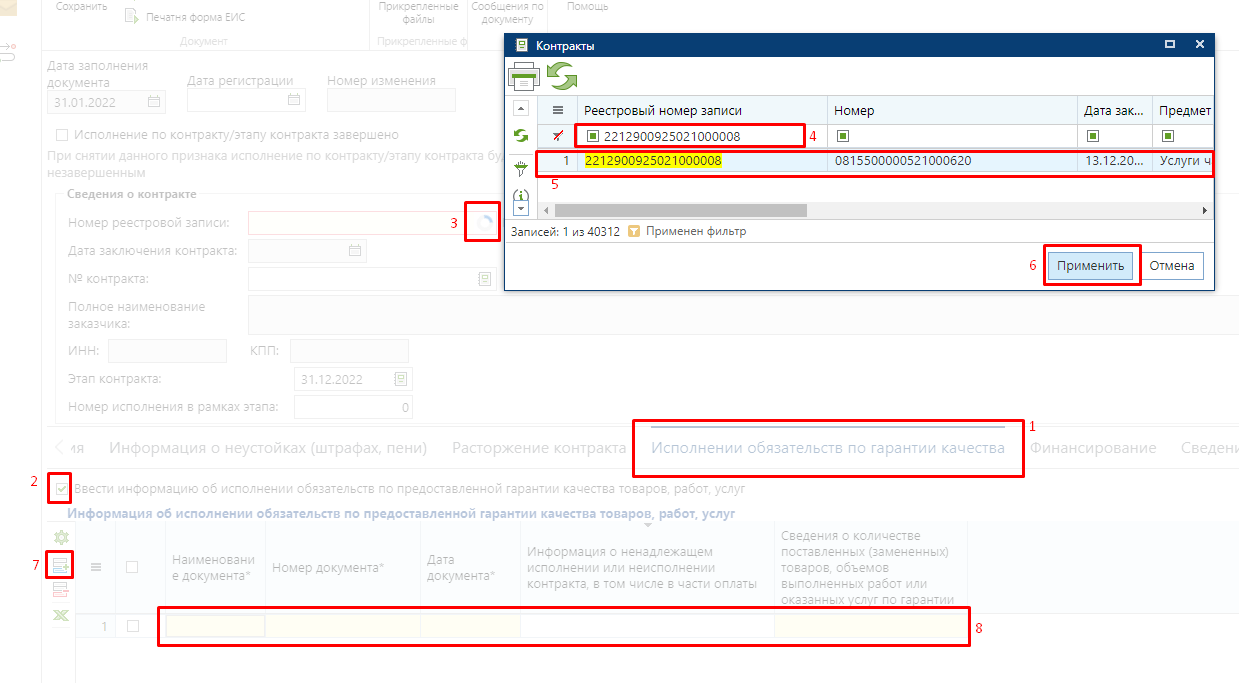 Сохранить
Печатня форма ЕИС
Документ
Прикрепленные
файлы
Прикрепленные ф
Сообщения по
документу
Помощь
Дата заполнения
документа
31.01.2022
Дата регистрации
Номер изменения
Исполнение по контракту/этапу контракта завершено
При снятии данного признака исполнение по контракту/этапу контракта бу
незавершенным
Сведения о контракте
Номер реестровой записи:
3
Дата заключения контракта:
№ контракта:
Полное наименование
заказчика:
ИНН:
КПП:
Этап контракта:
31.12.2022
Номер исполнения в рамках этапа:
0
Контракты
Реестровый номер записи
Номер
Дата зак...
Предмет
2212900925021000008
4
1
2212900925021000008
0815500000521000620
13.12.20...
Услуги ч
5
Записей: 1 из 40312
Применен фильтр
6
Применить
Отмена
ия
Информация о неустойках (штрафах, пени)
Расторжение контракта
Исполнении обязательств по гарантии качества
1
Финансирование
Сведени
2
Ввести информацию об исполнении обязательств по предоставленной гарантии качества товаров, работ, услуг
Информация об исполнении обязательств по предоставленной гарантии качества товаров, работ, услуг
7
Наименовани
е документа*
Номер документа*
Дата
документа*
Информация о ненадлежащем
исполнении или неисполнении
контракта, в том числе в части оплаты
Сведения о количестве
поставленных (замененных)
товаров, объемов
выполненных работ или
оказанных услуг по гарантии
1
8